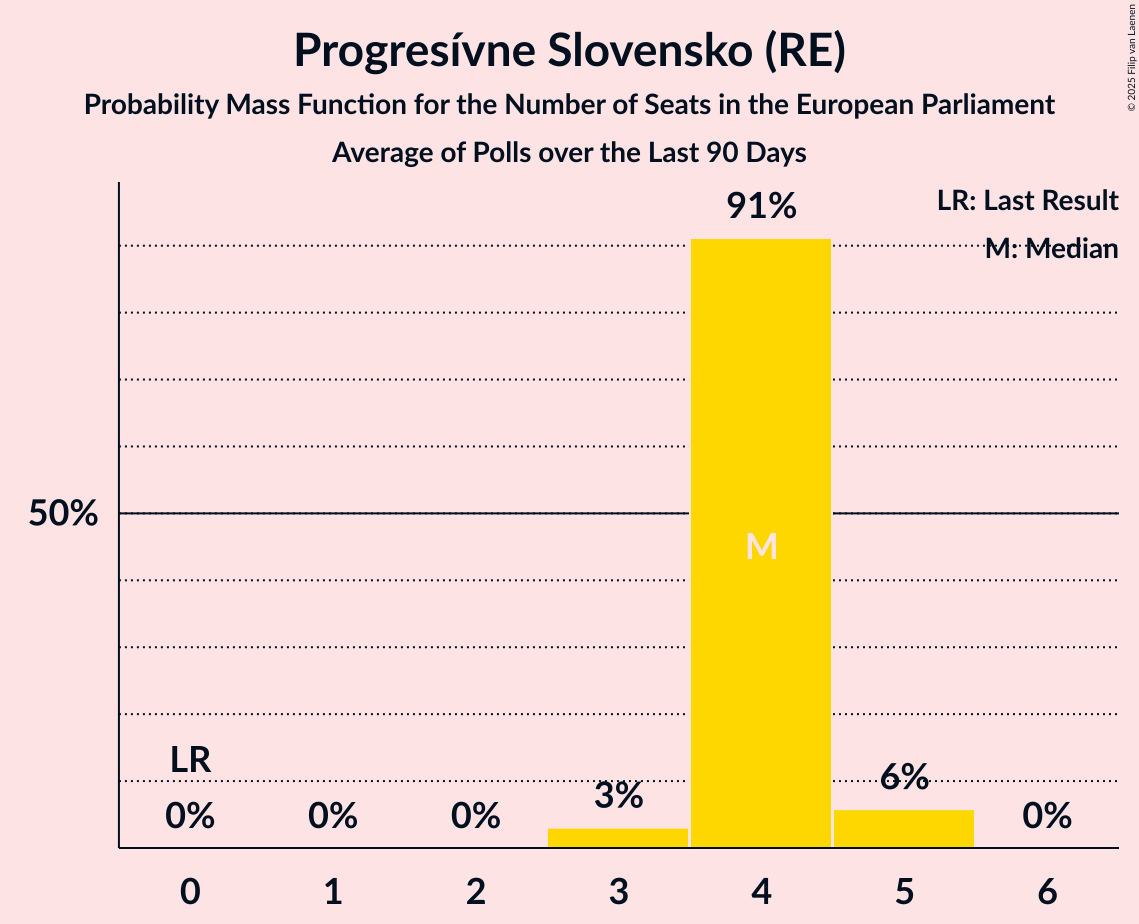 Progresívne Slovensko (RE)
Probability Mass Function for the Number of Seats in the European Parliament
Average of Polls over the Last 90 Days
© 2025 Filip van Laenen
LR: Last Result
M: Median
91%
50%
M
LR
0%
0%
0%
3%
6%
0%
0
1
2
3
4
5
6